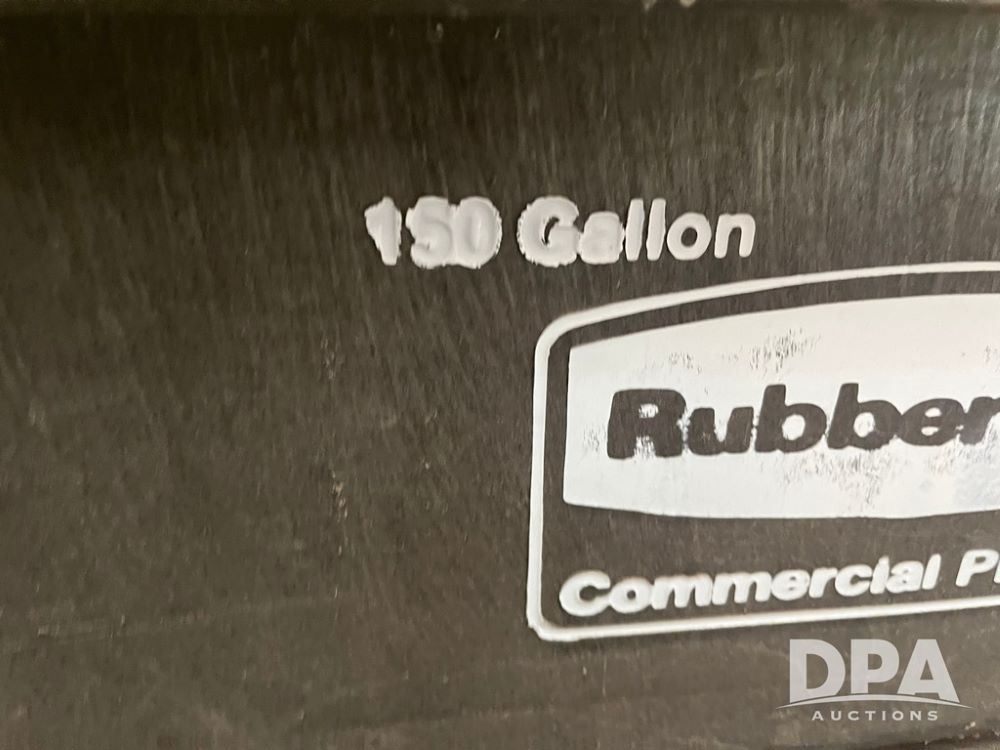 150 Gallon
Rubber
Commercial P
DPA
AUCTIONS